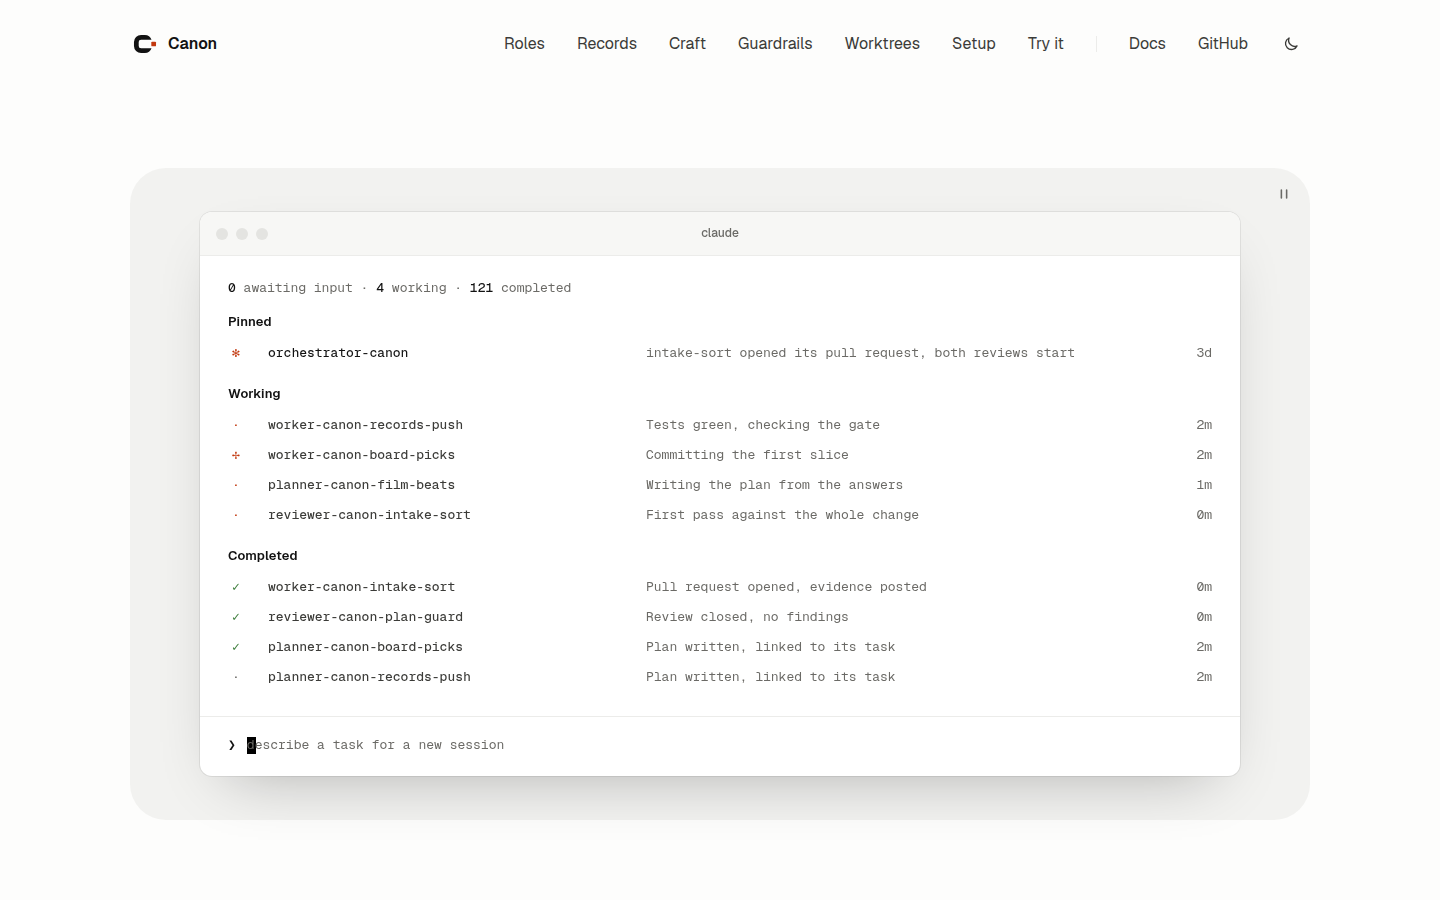 Canon Roles Records Craft Guardrails Worktrees Setup Try it Docs GitHub
claude
0 awaiting input · 4 working · 121 completed
Pinned
✻ orchestrator-canon intake-sort opened its pull request, both reviews start 3d
Working
· worker-canon-records-push Tests green, checking the gate 2m
✢ worker-canon-board-picks Committing the first slice 2m
· planner-canon-film-beats Writing the plan from the answers 1m
· reviewer-canon-intake-sort First pass against the whole change 0m
Completed
✓ worker-canon-intake-sort Pull request opened, evidence posted 0m
✓ reviewer-canon-plan-guard Review closed, no findings 0m
✓ planner-canon-board-picks Plan written, linked to its task 2m
· planner-canon-records-push Plan written, linked to its task 2m
❯ describe a task for a new session